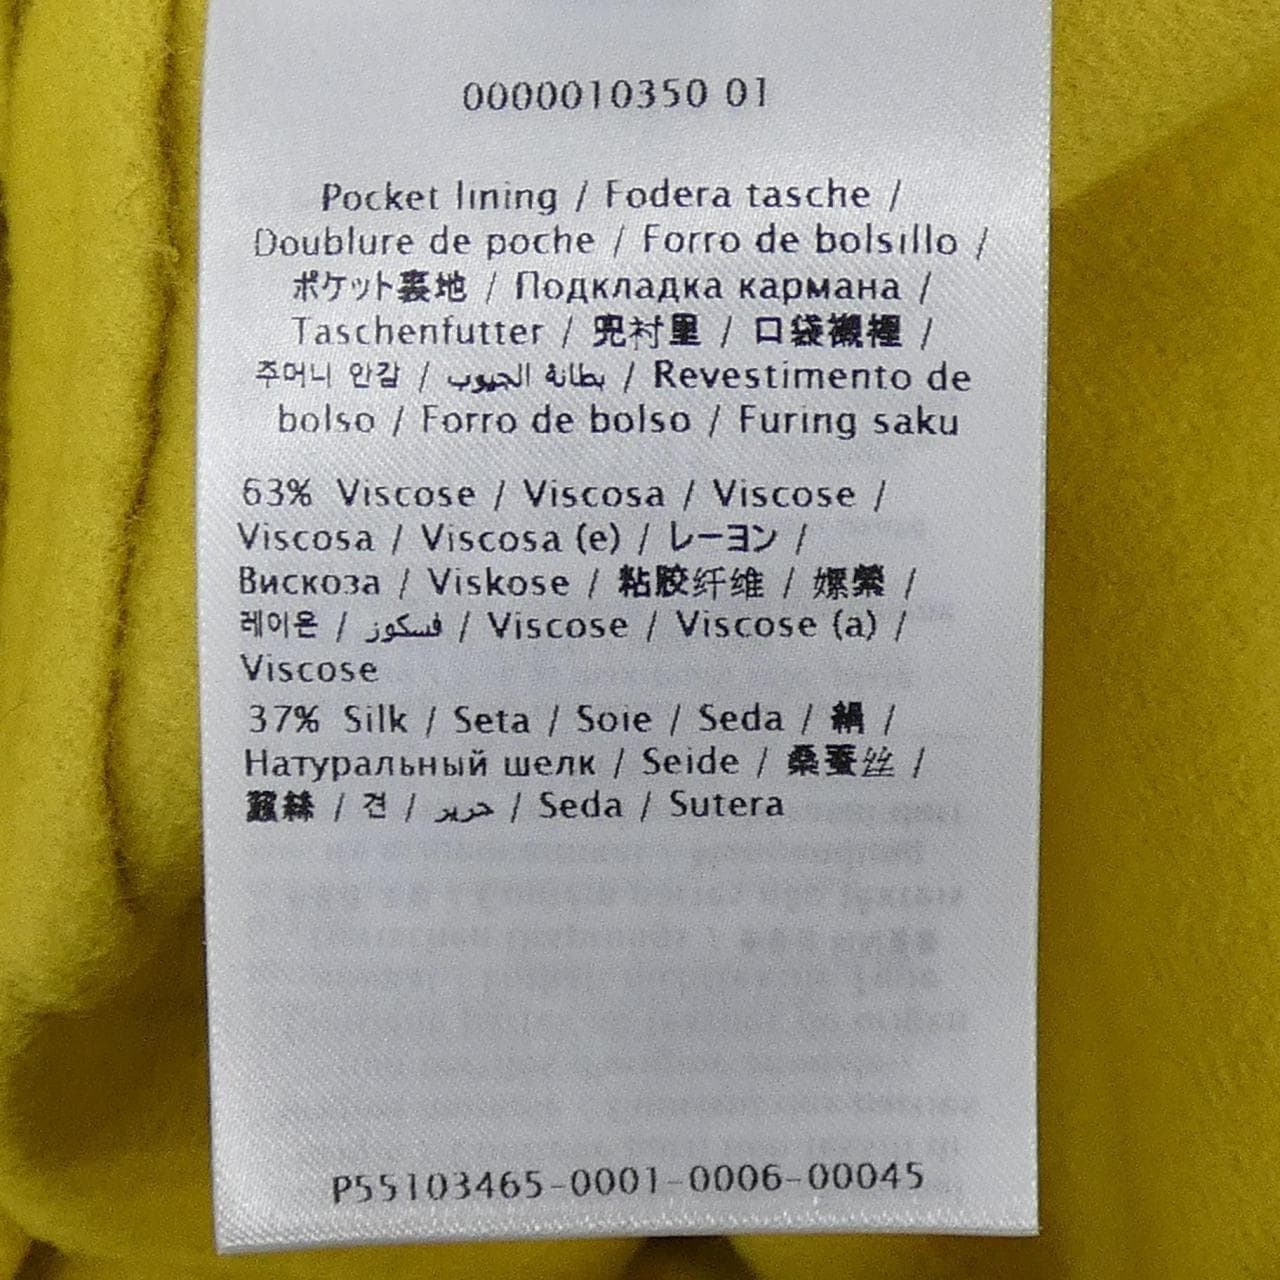 0000010350 01
Pocket lining / Fodera tasche /
Doublure de poche / Forro de bolsillo /
ポケット裏地 / Подкладка кармана /
Taschenfutter / 兜衬里 / 口袋襯裡 /
주머니 안감 / بطانة الجيوب / Revestimento de
bolso / Forro de bolso / Furing saku
63% Viscose / Viscosa / Viscose /
Viscosa / Viscosa (e) / レーヨン /
Вискоза / Viskose / 粘胶纤维 / 嫘縈 /
레이온 / فسكوز / Viscose / Viscose (a) /
Viscose
37% Silk / Seta / Soie / Seda / 絹 /
Натуральный шелк / Seide / 桑蚕丝 /
蠶絲 / 견 / حرير / Seda / Sutera
P55103465-0001-0006-00045